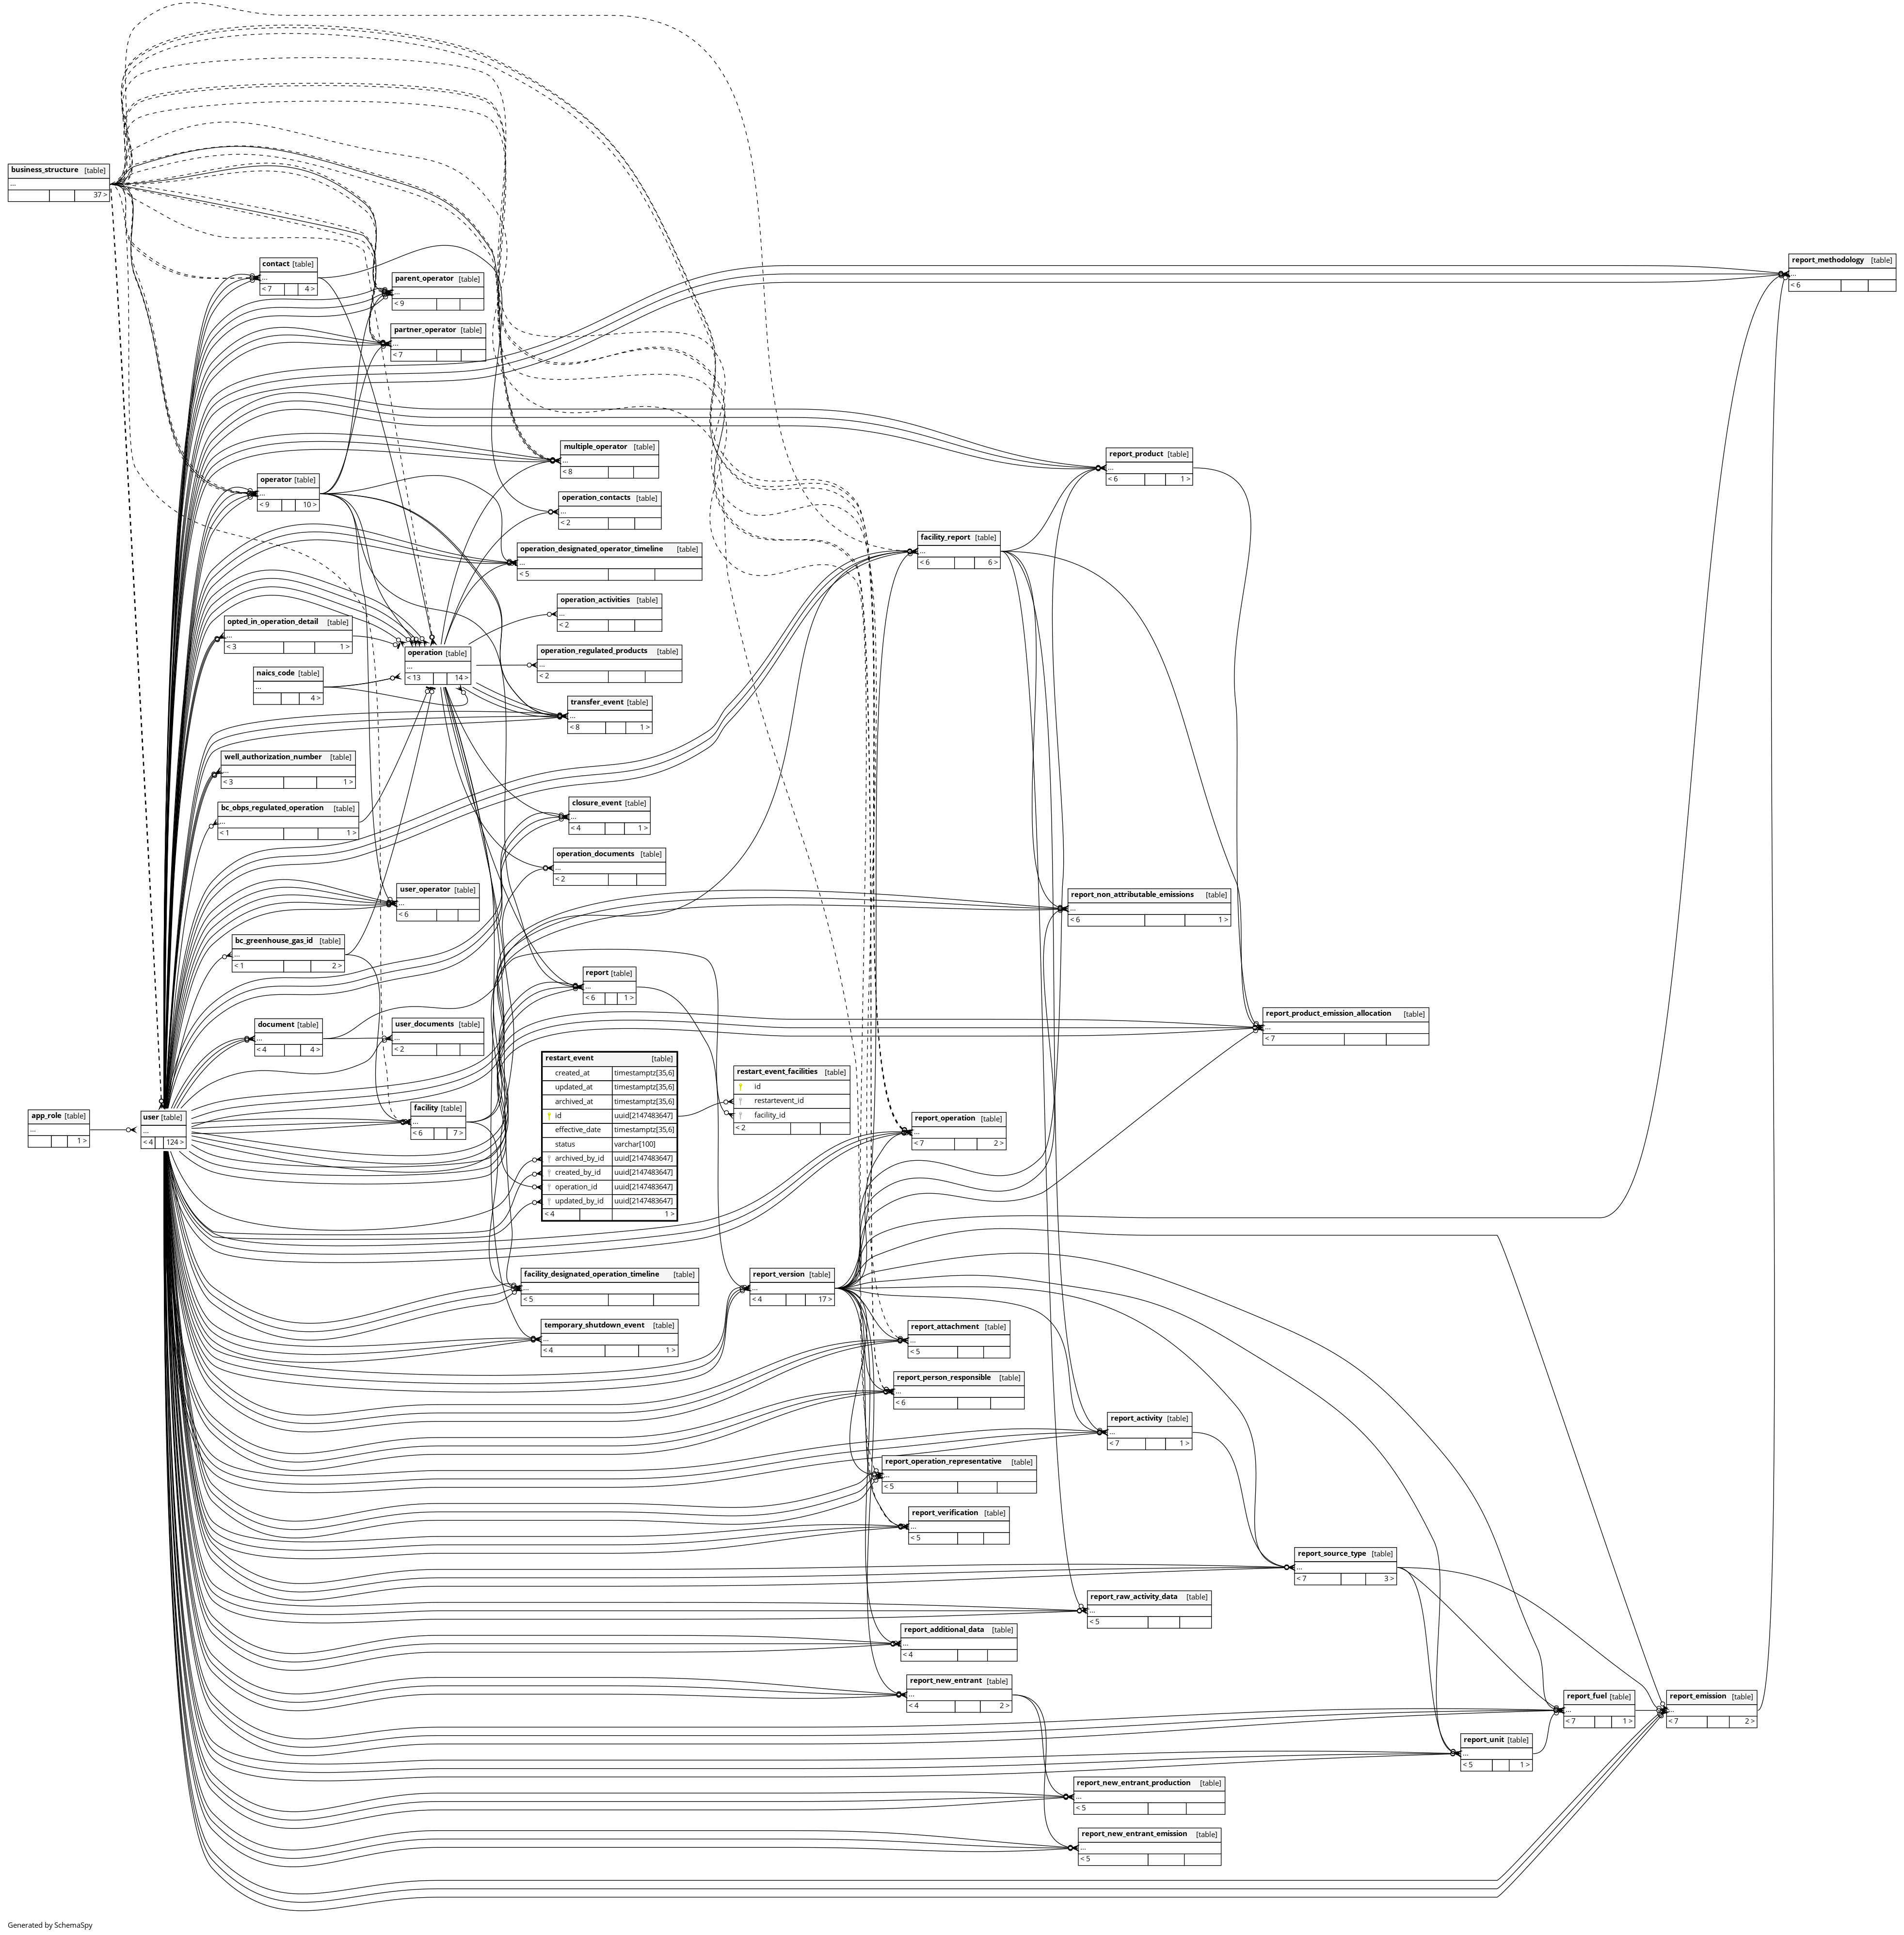 business_structure [table]
...
37 >
contact [table]
...
< 7 4 >
parent_operator [table]
...
< 9
partner_operator [table]
...
< 7
report_methodology [table]
...
< 6
multiple_operator [table]
...
< 8
report_product [table]
...
< 6 1 >
operator [table]
...
< 9 10 >
operation_contacts [table]
...
< 2
facility_report [table]
...
< 6 6 >
operation_designated_operator_timeline [table]
...
< 5
operation_activities [table]
...
< 2
opted_in_operation_detail [table]
...
< 3 1 >
operation [table]
...
< 13 14 >
operation_regulated_products [table]
...
< 2
naics_code [table]
...
4 >
transfer_event [table]
...
< 8 1 >
well_authorization_number [table]
...
< 3 1 >
bc_obps_regulated_operation [table]
...
< 1 1 >
closure_event [table]
...
< 4 1 >
operation_documents [table]
...
< 2
user_operator [table]
...
< 6
report_non_attributable_emissions [table]
...
< 6 1 >
bc_greenhouse_gas_id [table]
...
< 1 2 >
report [table]
...
< 6 1 >
document [table]
...
< 4 4 >
user_documents [table]
...
< 2
report_product_emission_allocation [table]
...
< 7
restart_event [table]
created_at timestamptz[35,6]
updated_at timestamptz[35,6]
archived_at timestamptz[35,6]
id uuid[2147483647]
effective_date timestamptz[35,6]
status varchar[100]
archived_by_id uuid[2147483647]
created_by_id uuid[2147483647]
operation_id uuid[2147483647]
updated_by_id uuid[2147483647]
< 4 1 >
restart_event_facilities [table]
id
restartevent_id
facility_id
< 2
app_role [table]
...
1 >
user [table]
...
< 4 124 >
facility [table]
...
< 6 7 >
report_operation [table]
...
< 7 2 >
facility_designated_operation_timeline [table]
...
< 5
report_version [table]
...
< 4 17 >
temporary_shutdown_event [table]
...
< 4 1 >
report_attachment [table]
...
< 5
report_person_responsible [table]
...
< 6
report_activity [table]
...
< 7 1 >
report_operation_representative [table]
...
< 5
report_verification [table]
...
< 5
report_source_type [table]
...
< 7 3 >
report_raw_activity_data [table]
...
< 5
report_additional_data [table]
...
< 4
report_new_entrant [table]
...
< 4 2 >
report_fuel [table]
...
< 7 1 >
report_emission [table]
...
< 7 2 >
report_unit [table]
...
< 5 1 >
report_new_entrant_production [table]
...
< 5
report_new_entrant_emission [table]
...
< 5
Generated by SchemaSpy